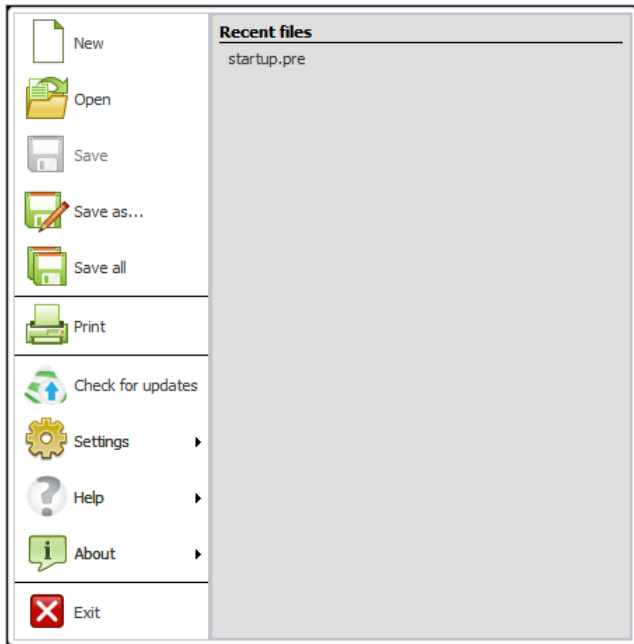 New
Open
Save
Save as...
Save all
Print
Check for updates
Settings
Help
About
Exit
Recent files
startup.pre